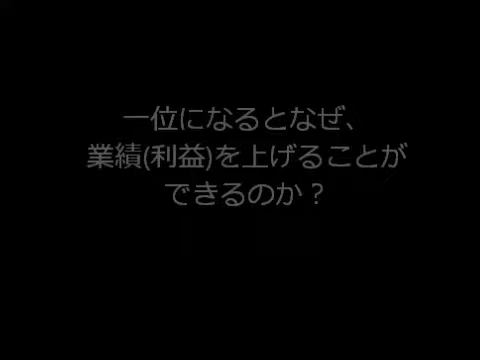 一位になるとなぜ、
業績(利益)を上げることが
できるのか？